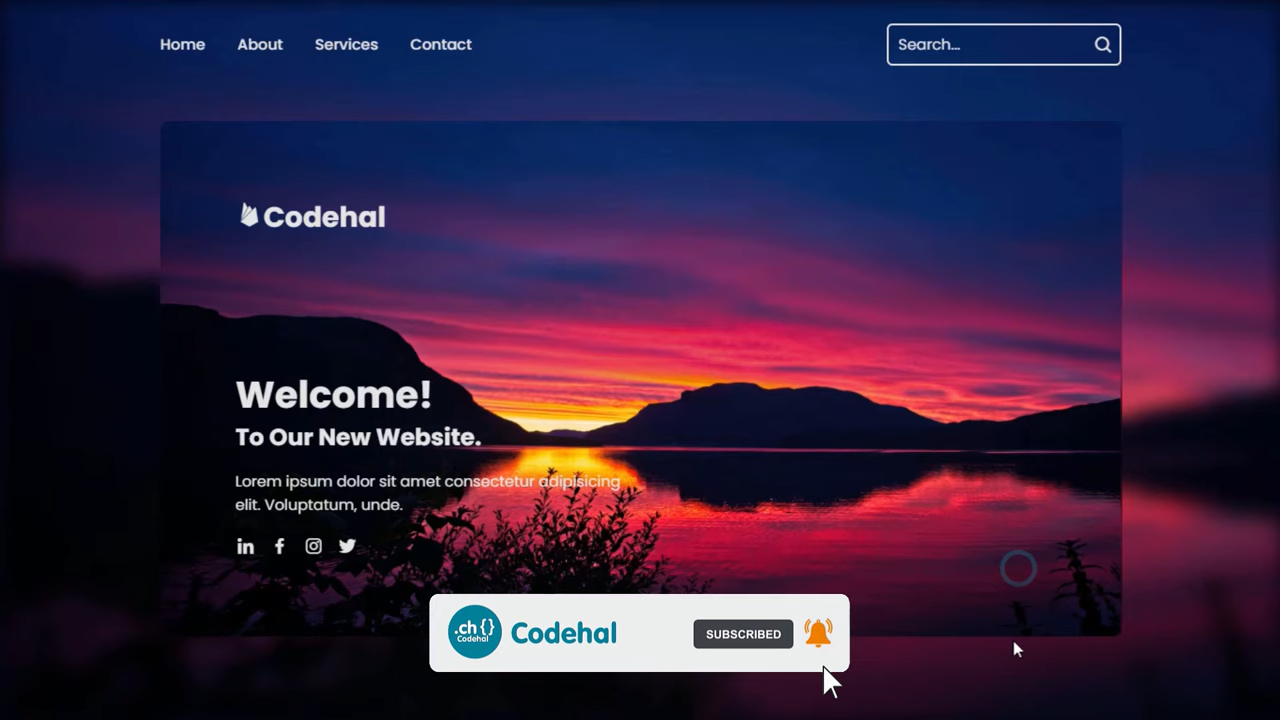 Home About Services Contact Search...
Codehal
Welcome!
To Our New Website.
Lorem ipsum dolor sit amet consectetur adipisicing
elit. Voluptatum, unde.
in f
.ch{} Codehal SUBSCRIBED
Codehal